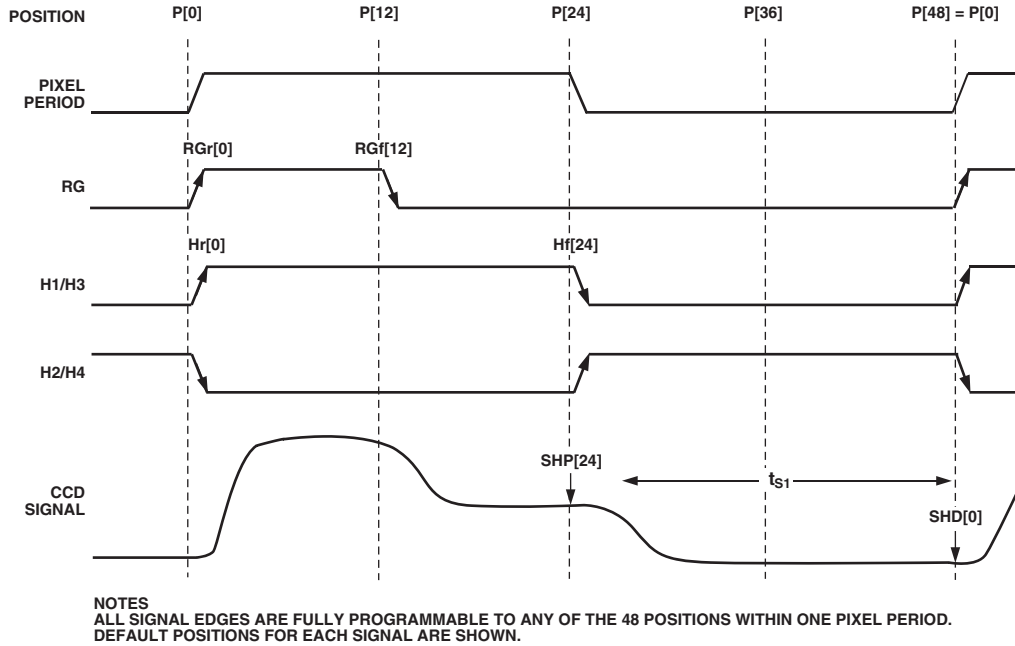 POSITION P[0] P[12] P[24] P[36] P[48] = P[0]
PIXEL
PERIOD
RGr[0] RGf[12]
RG
Hr[0] Hf[24]
H1/H3
H2/H4
SHP[24]
tS1
CCD
SIGNAL
SHD[0]
NOTES
ALL SIGNAL EDGES ARE FULLY PROGRAMMABLE TO ANY OF THE 48 POSITIONS WITHIN ONE PIXEL PERIOD.
DEFAULT POSITIONS FOR EACH SIGNAL ARE SHOWN.